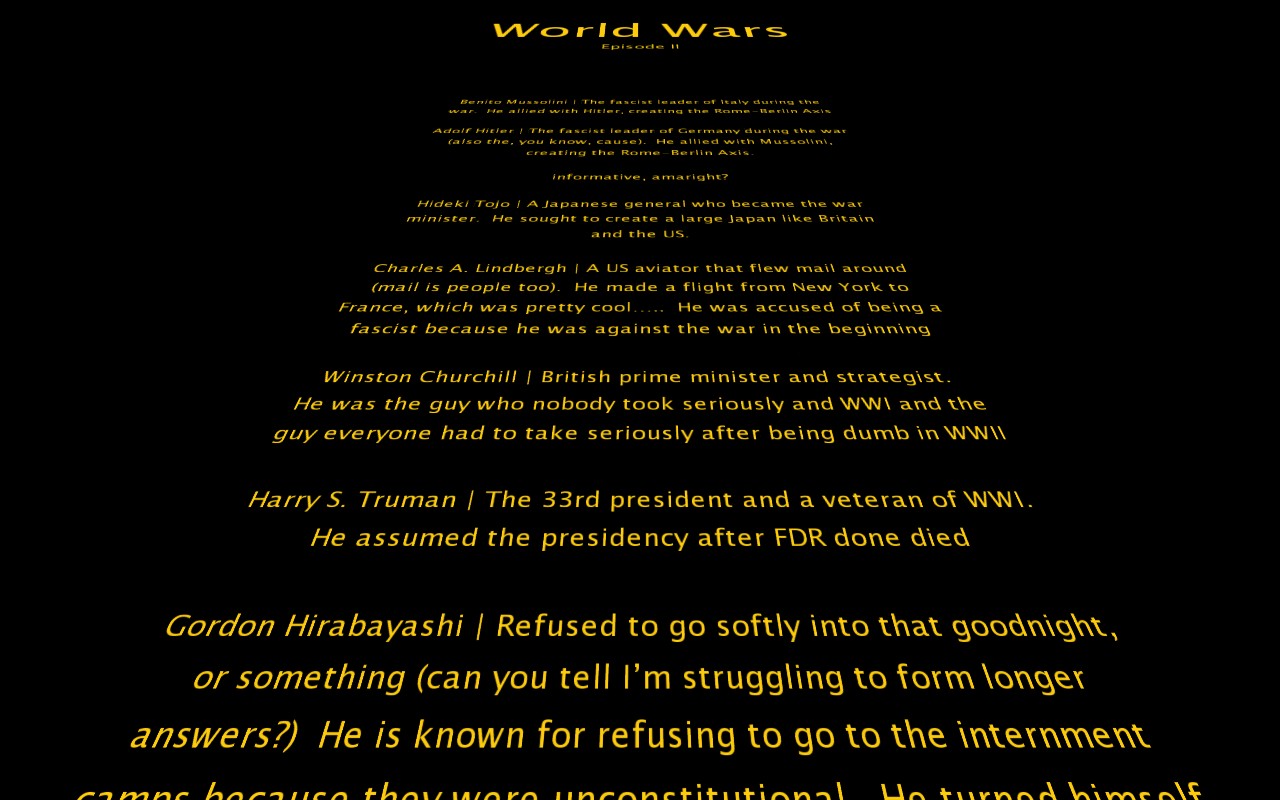 World Wars
Episode II
Benito Mussolini | The fascist leader of Italy during the
war.  He allied with Hitler, creating the Rome-Berlin Axis
Adolf Hitler | The fascist leader of Germany during the war
(also the, you know, cause).  He allied with Mussolini,
creating the Rome-Berlin Axis.
informative, amaright?
Hideki Tojo | A Japanese general who became the war
minister.  He sought to create a large Japan like Britain
and the US.
Charles A. Lindbergh | A US aviator that flew mail around
(mail is people too).  He made a flight from New York to
France, which was pretty cool.....  He was accused of being a
fascist because he was against the war in the beginning
Winston Churchill | British prime minister and strategist.
He was the guy who nobody took seriously and WWI and the
guy everyone had to take seriously after being dumb in WWII
Harry S. Truman | The 33rd president and a veteran of WWI.
He assumed the presidency after FDR done died
Gordon Hirabayashi | Refused to go softly into that goodnight,
or something (can you tell I’m struggling to form longer
answers?)  He is known for refusing to go to the internment
camps because they were unconstitutional.  He turned himself